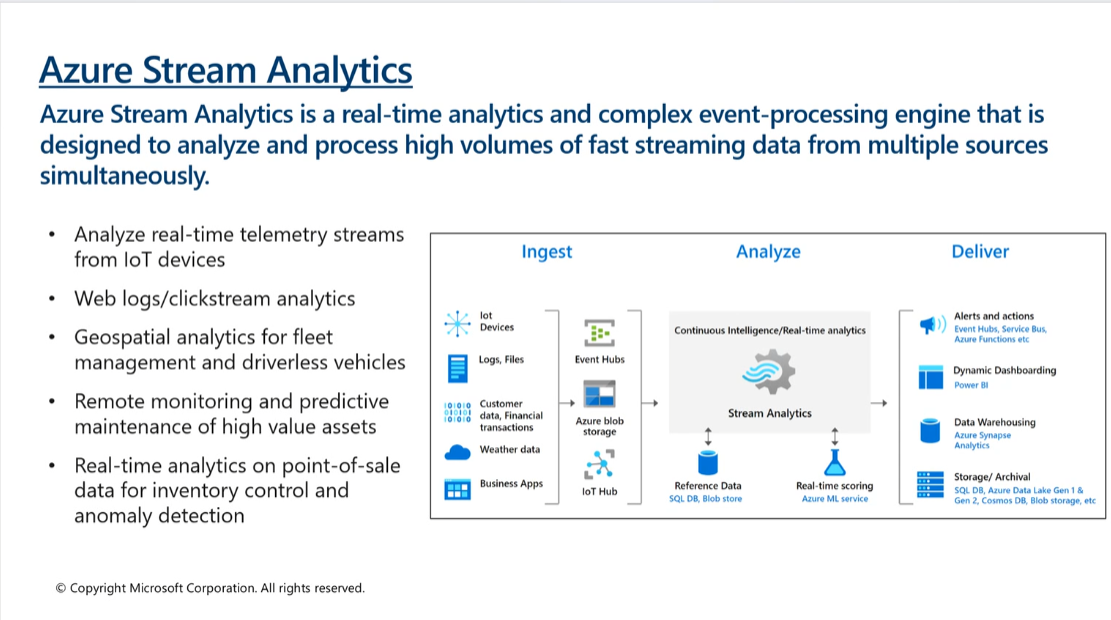 Azure Stream Analytics
Azure Stream Analytics is a real-time analytics and complex event-processing engine that is
designed to analyze and process high volumes of fast streaming data from multiple sources
simultaneously.
• Analyze real-time telemetry streams
from IoT devices
• Web logs/clickstream analytics
• Geospatial analytics for fleet
management and driverless vehicles
• Remote monitoring and predictive
maintenance of high value assets
• Real-time analytics on point-of-sale
data for inventory control and
anomaly detection
Ingest
Iot
Devices
Logs, Files
Customer
data, Financial
transactions
Weather data
Business Apps
Event Hubs
Azure blob
storage
IoT Hub
Analyze
Continuous Intelligence/Real-time analytics
Stream Analytics
Reference Data
SQL DB, Blob store
Real-time scoring
Azure ML service
Deliver
Alerts and actions
Event Hubs, Service Bus,
Azure Functions etc
Dynamic Dashboarding
Power BI
Data Warehousing
Azure Synapse
Analytics
Storage/ Archival
SQL DB, Azure Data Lake Gen 1 &
Gen 2, Cosmos DB, Blob storage, etc
© Copyright Microsoft Corporation. All rights reserved.